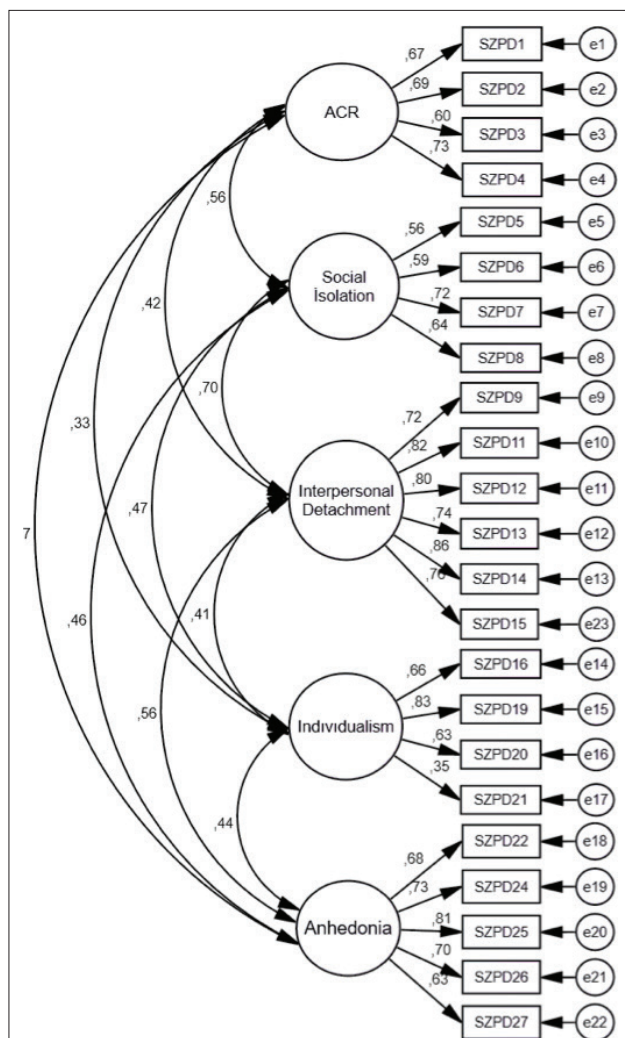 ,67 SZPD1 e1
,69 SZPD2 e2
ACR
,60 SZPD3 e3
,73 SZPD4 e4
,56
,56 SZPD5 e5
,59 SZPD6 e6
Social
İsolation
,72 SZPD7 e7
,64 SZPD8 e8
,42
,70
,72 SZPD9 e9
,33
,82 SZPD11 e10
,80 SZPD12 e11
Interpersonal
Detachment
,47
,74 SZPD13 e12
7
,86 SZPD14 e13
,76 SZPD15 e23
,46
,41
,66 SZPD16 e14
,56
,83 SZPD19 e15
Indıvıdualism
,63 SZPD20 e16
,35 SZPD21 e17
,44
,68 SZPD22 e18
,73 SZPD24 e19
Anhedonia
,81 SZPD25 e20
,70 SZPD26 e21
,63 SZPD27 e22